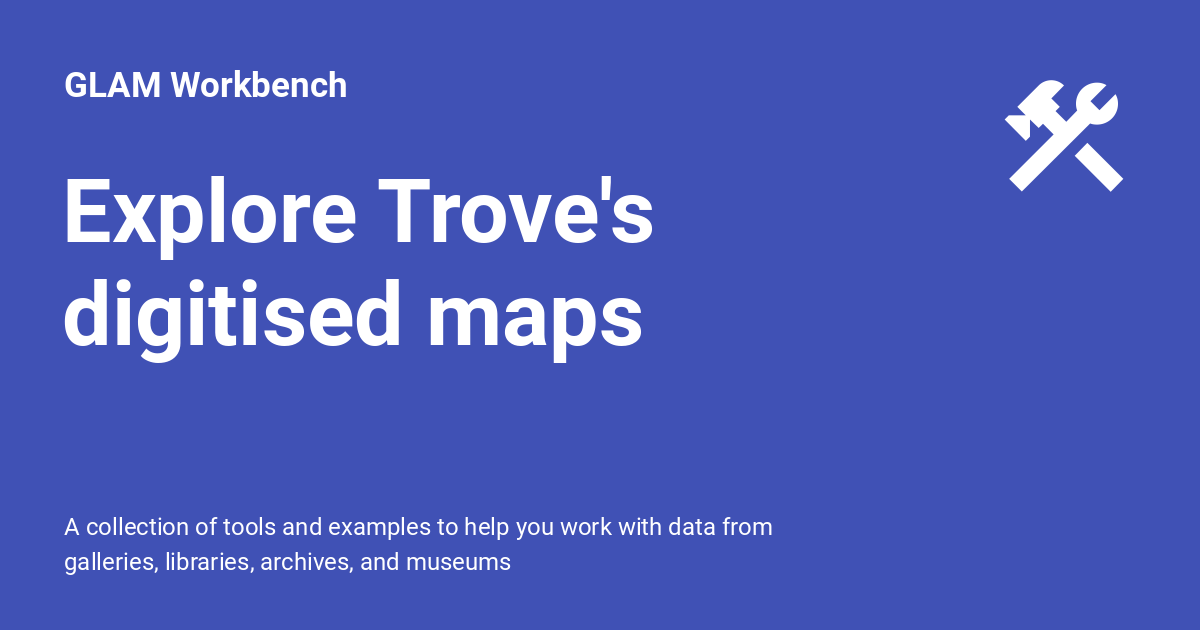 GLAM Workbench
Explore Trove's
digitised maps
A collection of tools and examples to help you work with data from
galleries, libraries, archives, and museums